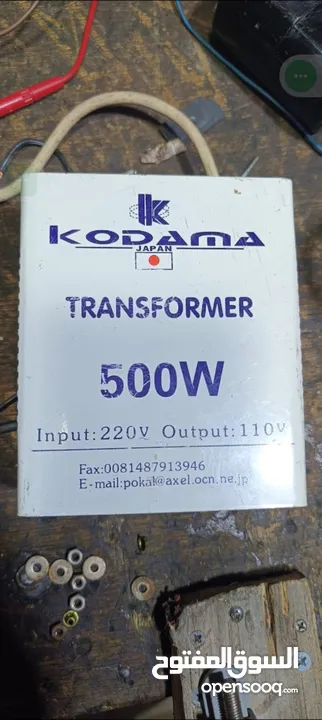 K
KODAMA
JAPAN
TRANSFORMER
500W
Input:220V Output:110V
Fax:0081487913946
E-mail:pokal@axel.ocn.ne.jp
السوق المفتوح
opensooq.com